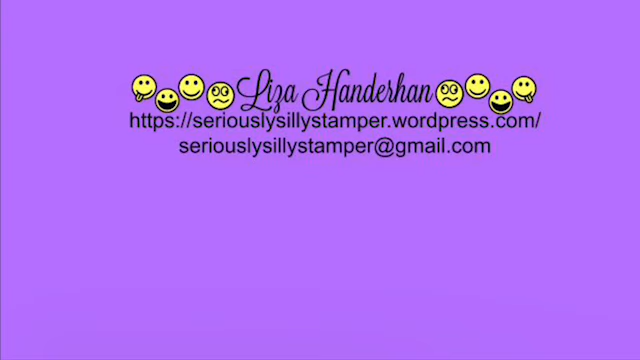 Liza Handerhan
https://seriouslysillystamper.wordpress.com/
seriouslysillystamper@gmail.com